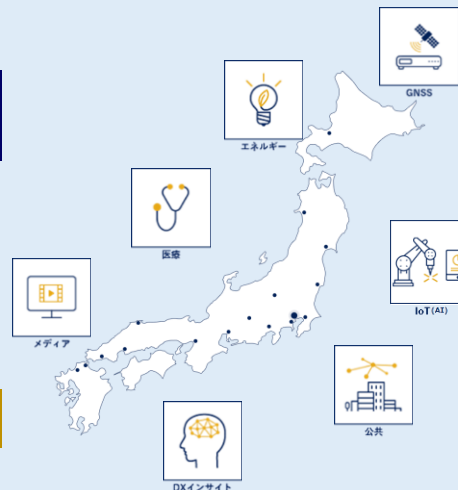 GNSS
エネルギー
医療
IoT(AI)
メディア
公共
DXインサイト